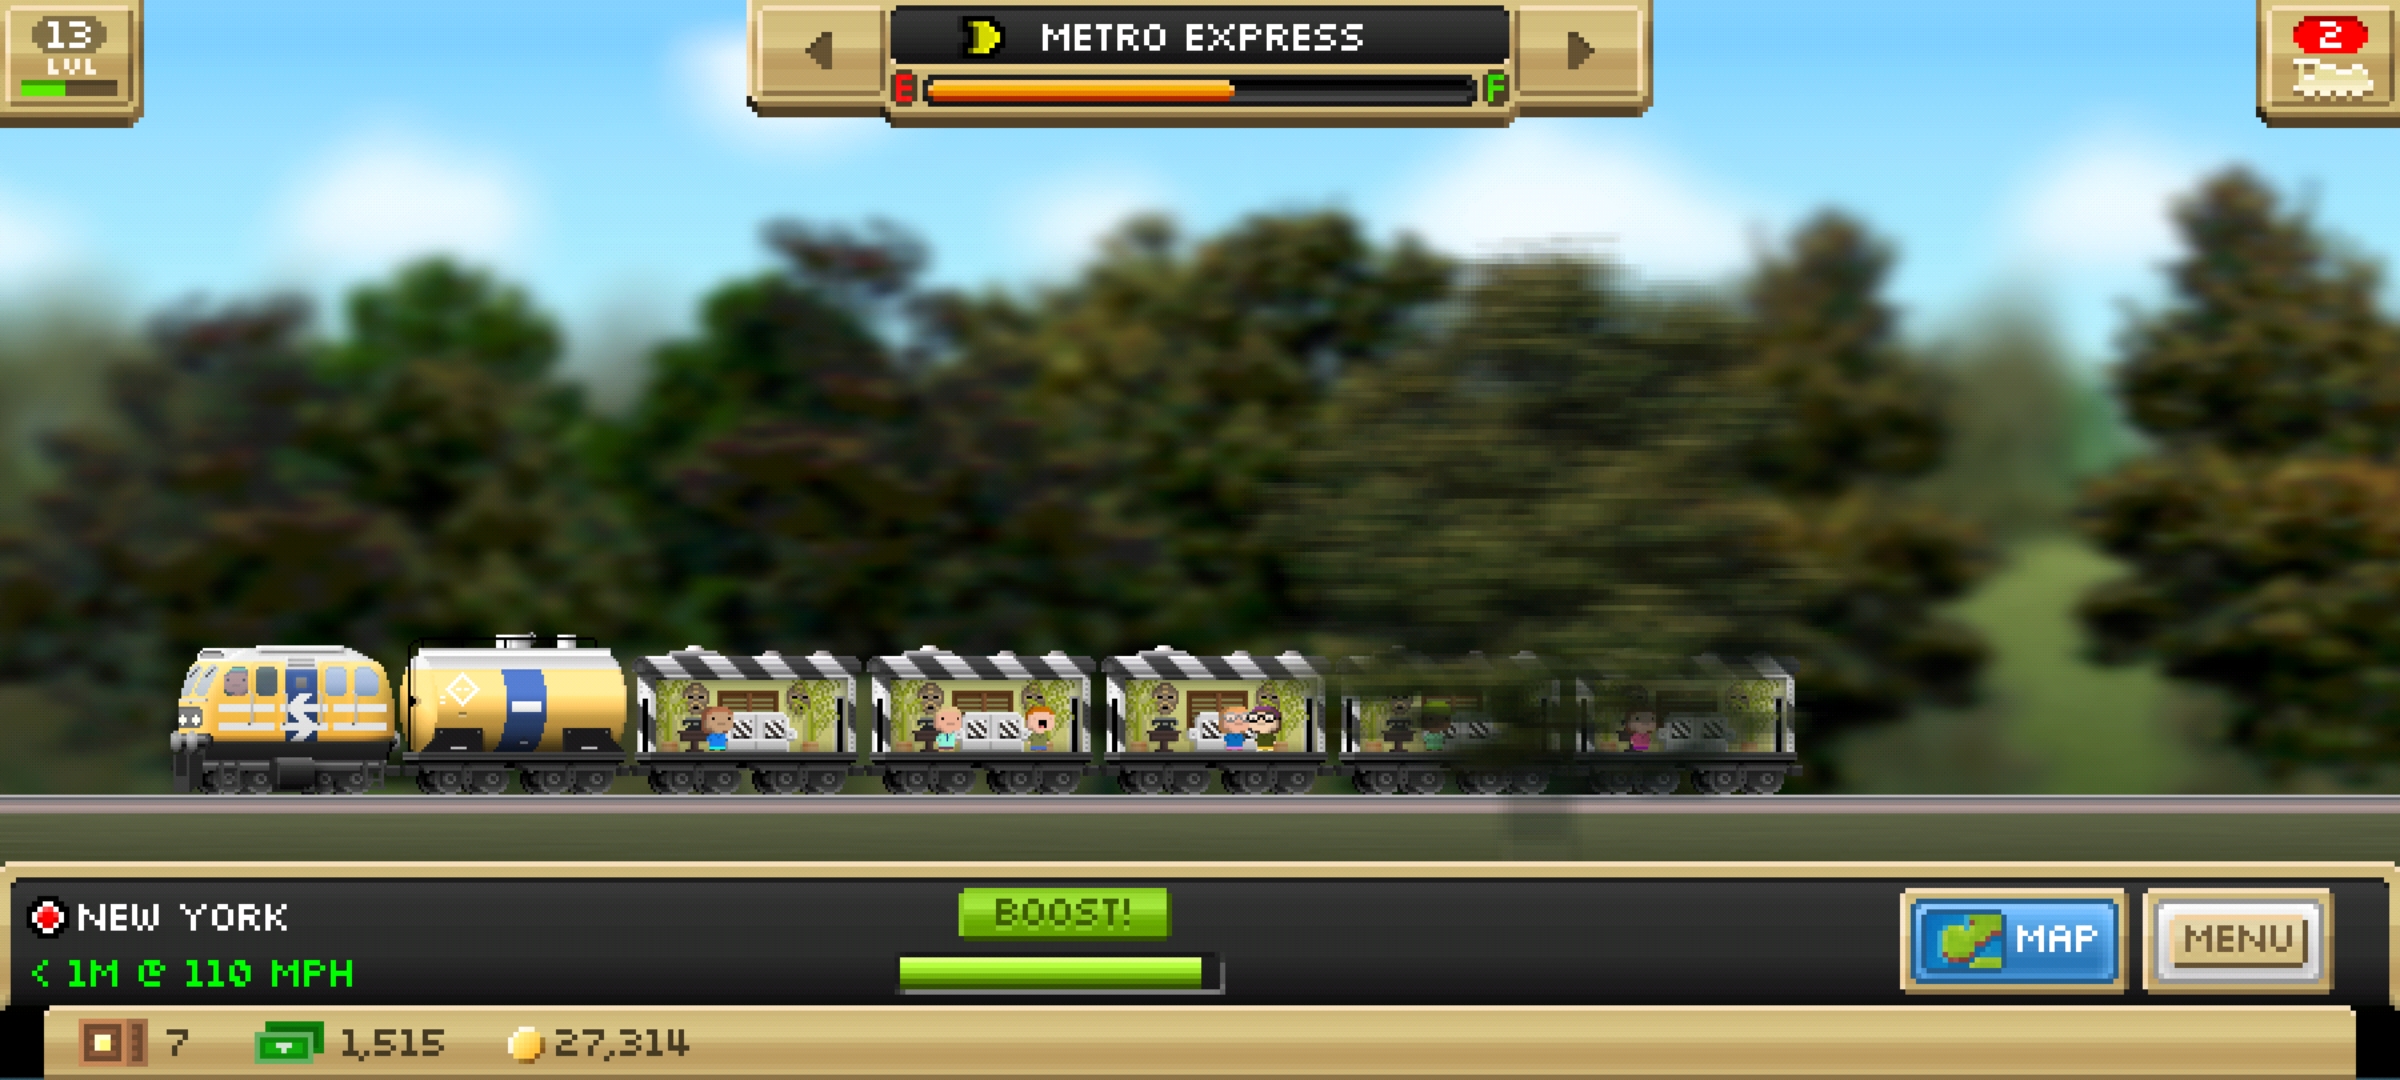 13
LVL
METRO EXPRESS
E F
2
NEW YORK
< 1M @ 110 MPH
BOOST!
MAP
MENU
7
1,515
27,314